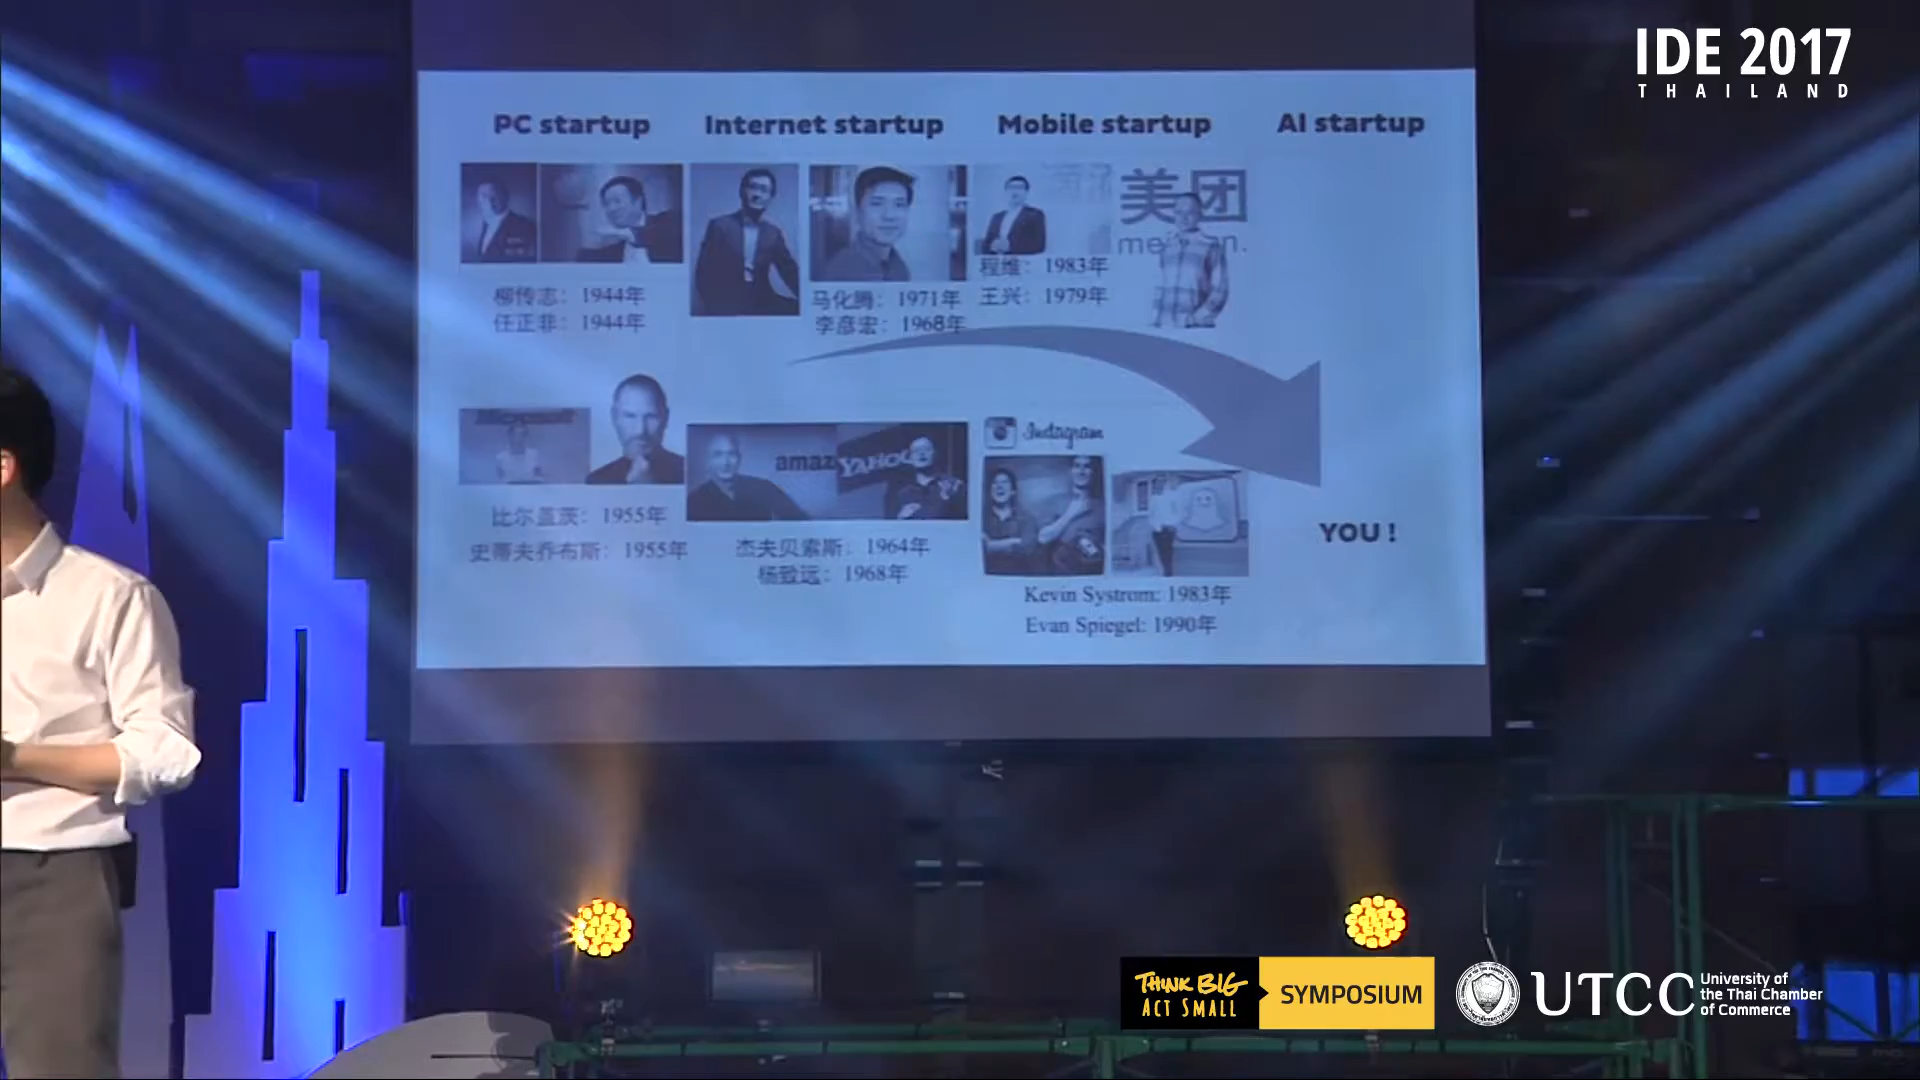 IDE 2017
THAILAND
PC startup
Internet startup
Mobile startup
AI startup
美团
柳传志：1944年
任正非：1944年
马化腾：1971年
李彦宏：1968年
程维：1983年
王兴：1979年
amaz
YAHOO!
Instagram
比尔盖茨：1955年
史蒂夫乔布斯：1955年
杰夫贝索斯：1964年
杨致远：1968年
Kevin Systrom: 1983年
Evan Spiegel: 1990年
YOU !
THINK BIG
ACT SMALL
SYMPOSIUM
UTCC
University of
the Thai Chamber
of Commerce